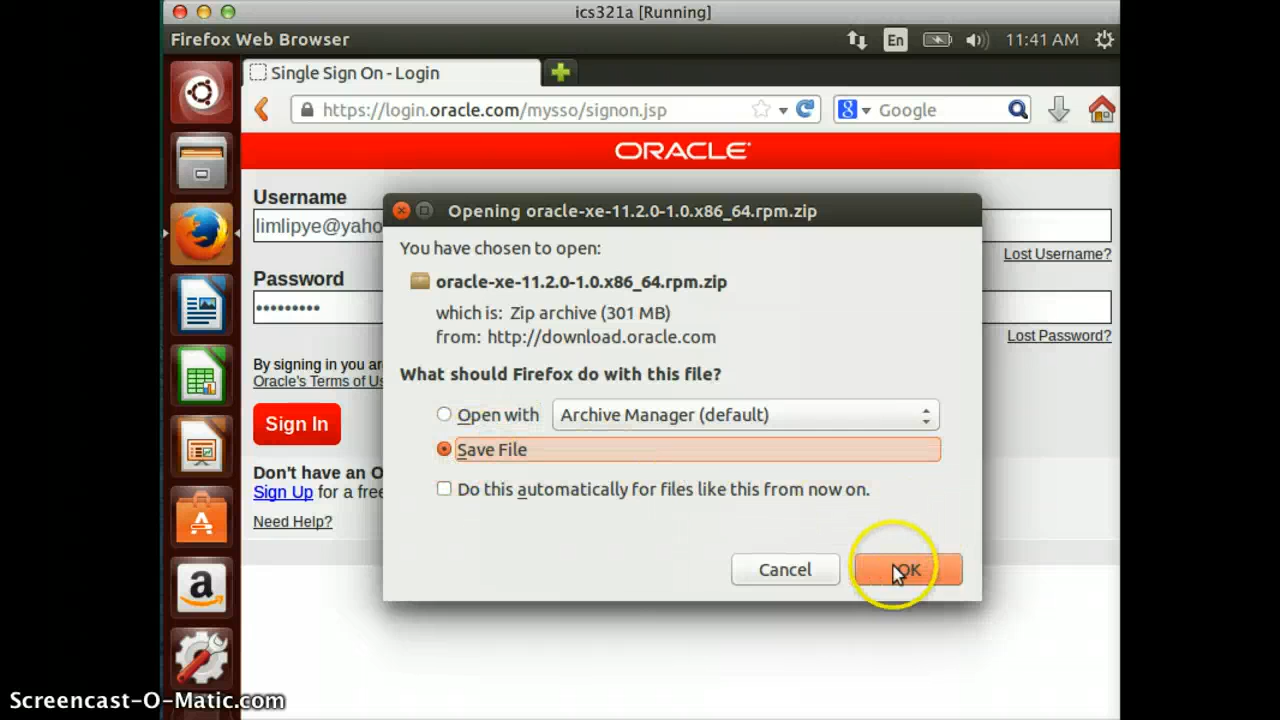 ics321a [Running]
Firefox Web Browser
En
11:41 AM
Single Sign On - Login
https://login.oracle.com/mysso/signon.jsp
8
Google
ORACLE
Username
limlipye@yaho
Lost Username?
Password
Lost Password?
By signing in you are
Oracle's Terms of Us
Sign In
Don't have an O
Sign Up for a free
Need Help?
Opening oracle-xe-11.2.0-1.0.x86_64.rpm.zip
You have chosen to open:
oracle-xe-11.2.0-1.0.x86_64.rpm.zip
which is: Zip archive (301 MB)
from: http://download.oracle.com
What should Firefox do with this file?
Open with
Archive Manager (default)
Save File
Do this automatically for files like this from now on.
Cancel
OK
a
Screencast-O-Matic.com